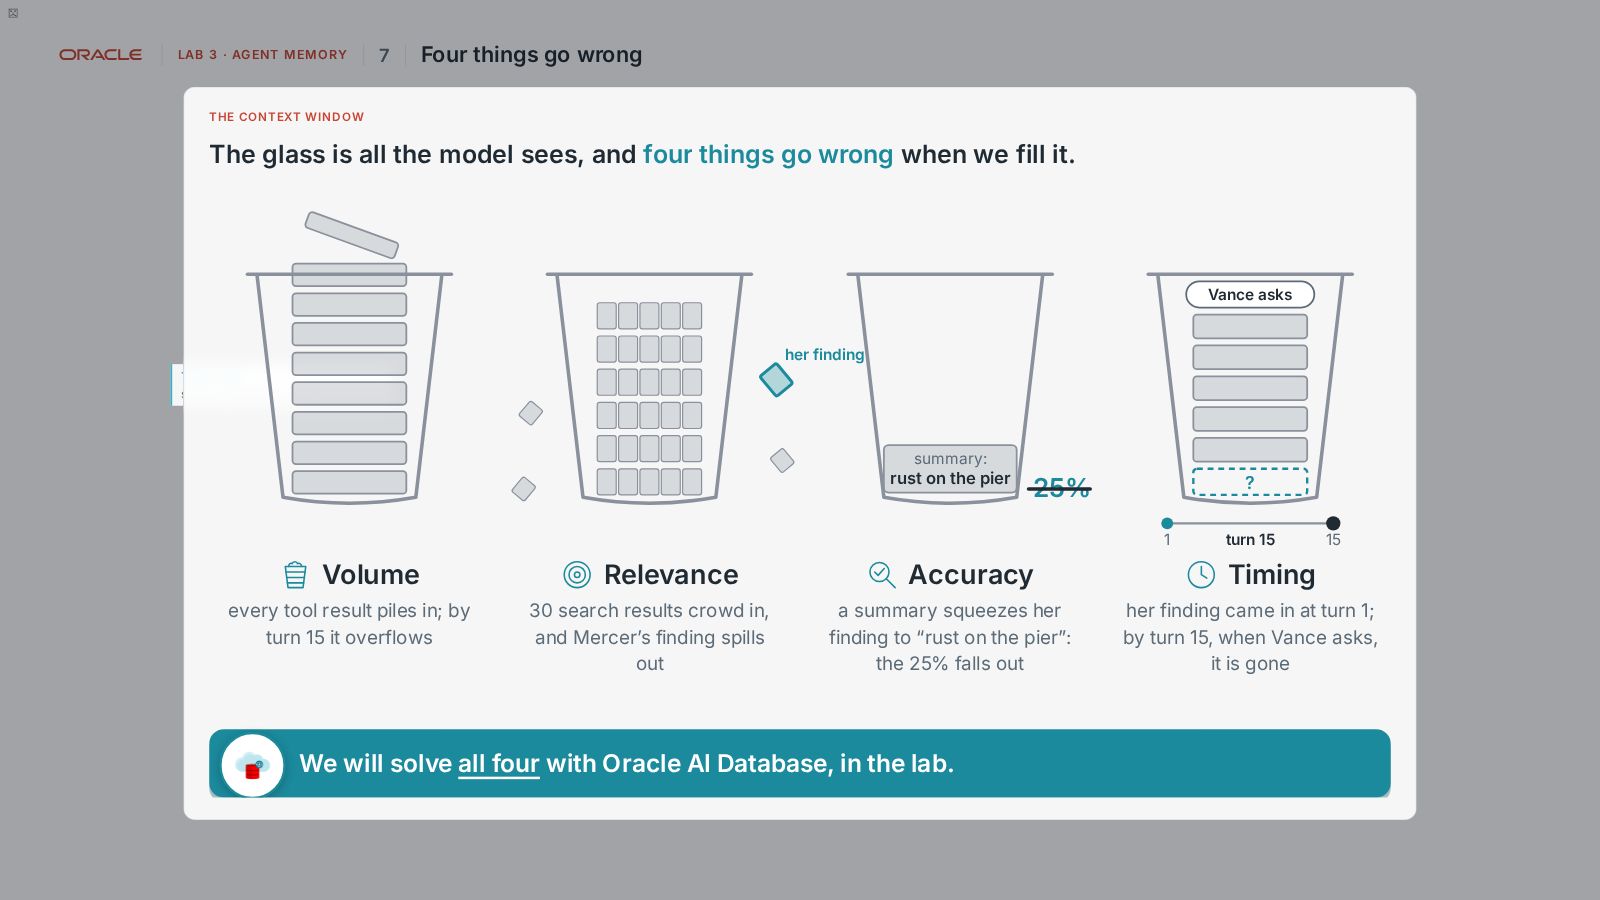 ORACLE
LAB 3 · AGENT MEMORY
7
Four things go wrong
THE CONTEXT WINDOW
The glass is all the model sees, and four things go wrong when we fill it.
Vance asks
her finding
summary:
rust on the pier
25%
?
1
turn 15
15
Volume
every tool result piles in; by
turn 15 it overflows
Relevance
30 search results crowd in,
and Mercer’s finding spills
out
Accuracy
a summary squeezes her
finding to “rust on the pier”:
the 25% falls out
Timing
her finding came in at turn 1;
by turn 15, when Vance asks,
it is gone
We will solve all four with Oracle AI Database, in the lab.